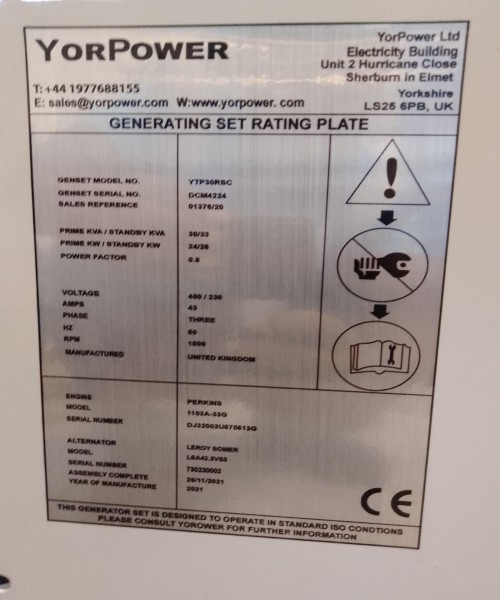 YORPOWER
YorPower Ltd
Electricity Building
Unit 2 Hurricane Close
Sherburn in Elmet
Yorkshire
LS25 6PB, UK
T:+44 1977688155
E: sales@yorpower.com W:www.yorpower. com
GENERATING SET RATING PLATE
GENSET MODEL NO. YTP30RSC
GENSET SERIAL NO. DCM4224
SALES REFERENCE 01376/20
PRIME KVA / STANDBY KVA 30/33
PRIME KW / STANDBY KW 24/26
POWER FACTOR 0.8
VOLTAGE 400 / 230
AMPS 43
PHASE THREE
HZ 50
RPM 1500
MANUFACTURED UNITED KINGDOM
ENGINE PERKINS
MODEL 1103A-33G
SERIAL NUMBER
ALTERNATOR LEROY SOMER
MODEL
SERIAL NUMBER 730230002
ASSEMBLY COMPLETE 26/11/2021
YEAR OF MANUFACTURE 2021
CE
THIS GENERATOR SET IS DESIGNED TO OPERATE IN STANDARD ISO CONDTIONS
PLEASE CONSULT YOROWER FOR FURTHER INFORMATION